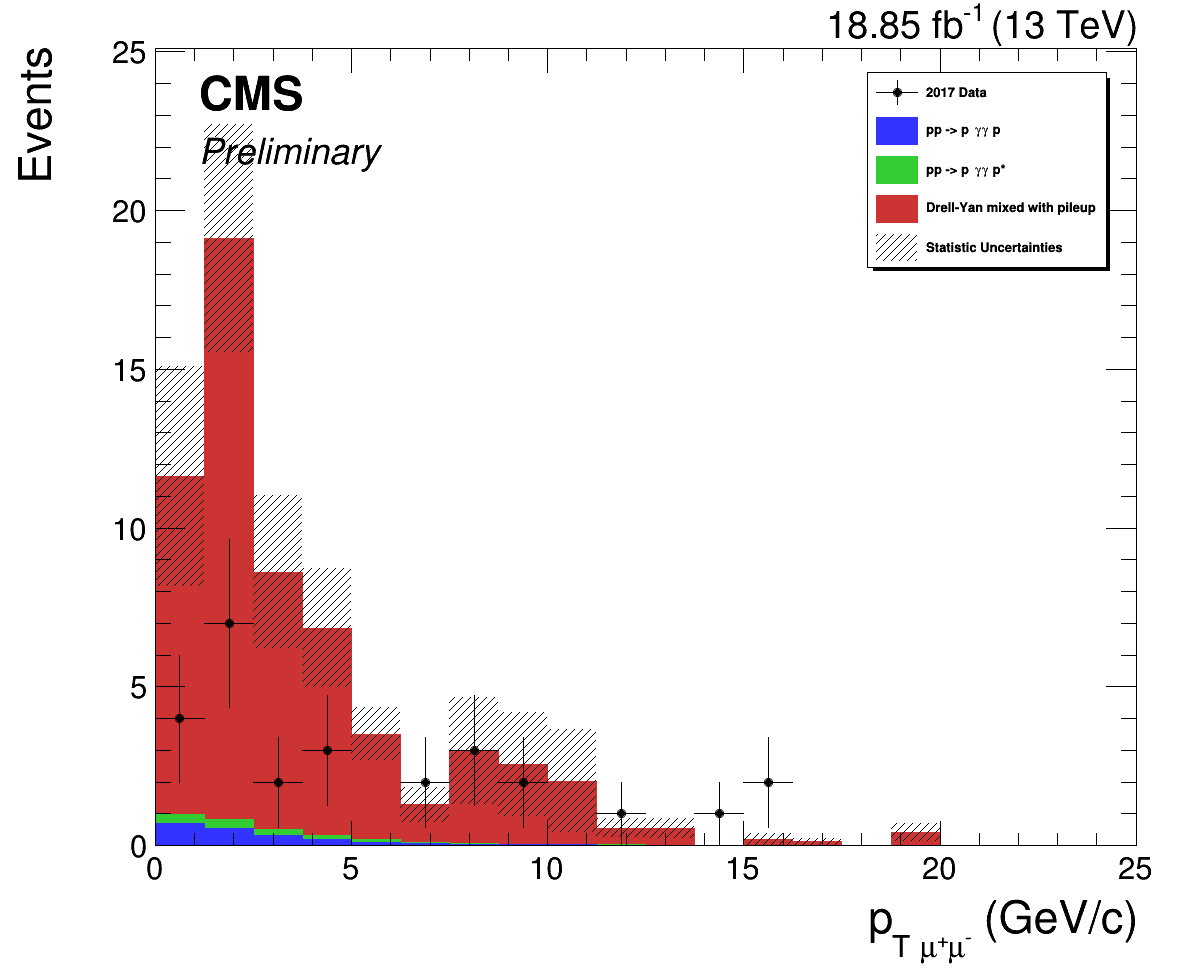 18.85 fb⁻¹ (13 TeV)
Events
CMS
Preliminary
2017 Data
pp -> p γγ p
pp -> p γγ p*
Drell-Yan mixed with pileup
Statistic Uncertainties
25
20
15
10
5
0
0 5 10 15 20 25
p_T μ⁺μ⁻ (GeV/c)